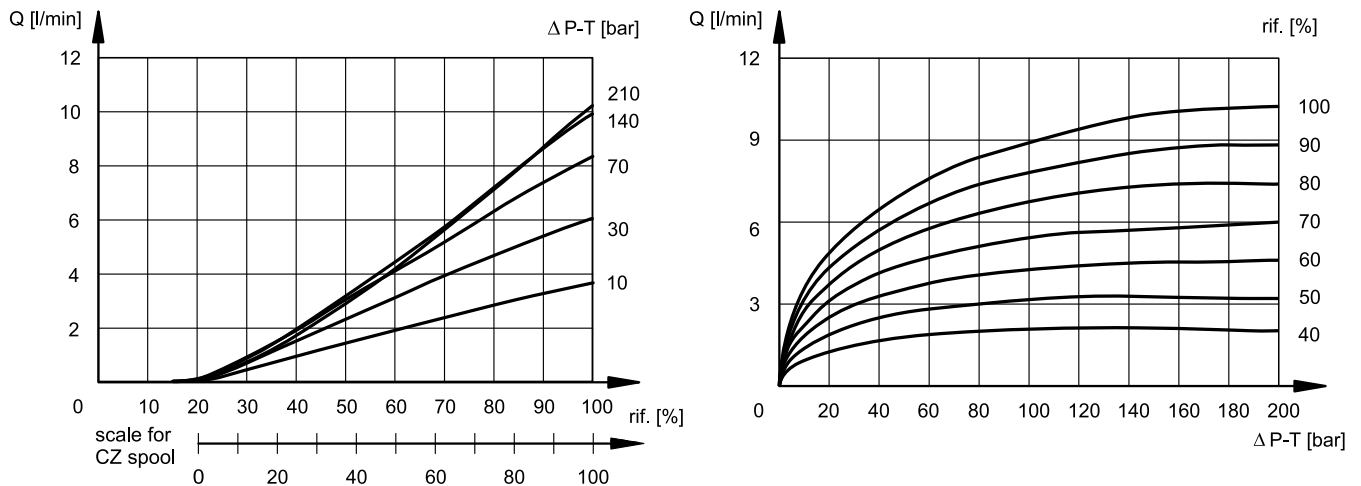 Q [l/min]
Δ P-T [bar]
12
10
8
6
4
2
210
140
70
30
10
0 10 20 30 40 50 60 70 80 90 100 rif. [%]
scale for
CZ spool
0 20 40 60 80 100
Q [l/min]
rif. [%]
12
9
6
3
100
90
80
70
60
50
40
0 20 40 60 80 100 120 140 160 180 200
Δ P-T [bar]